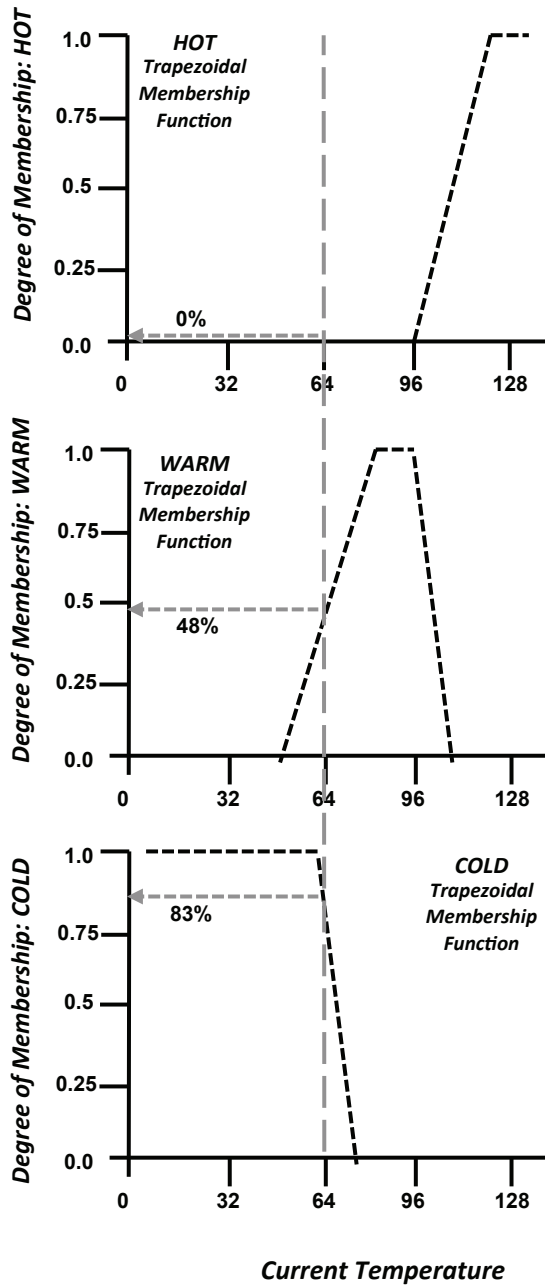 Degree of Membership: HOT
HOT
Trapezoidal
Membership
Function
1.0
0.75
0.5
0.25
0.0
0%
0 32 64 96 128
Degree of Membership: WARM
WARM
Trapezoidal
Membership
Function
1.0
0.75
0.5
0.25
0.0
48%
0 32 64 96 128
Degree of Membership: COLD
COLD
Trapezoidal
Membership
Function
1.0
0.75
0.5
0.25
0.0
83%
0 32 64 96 128
Current Temperature